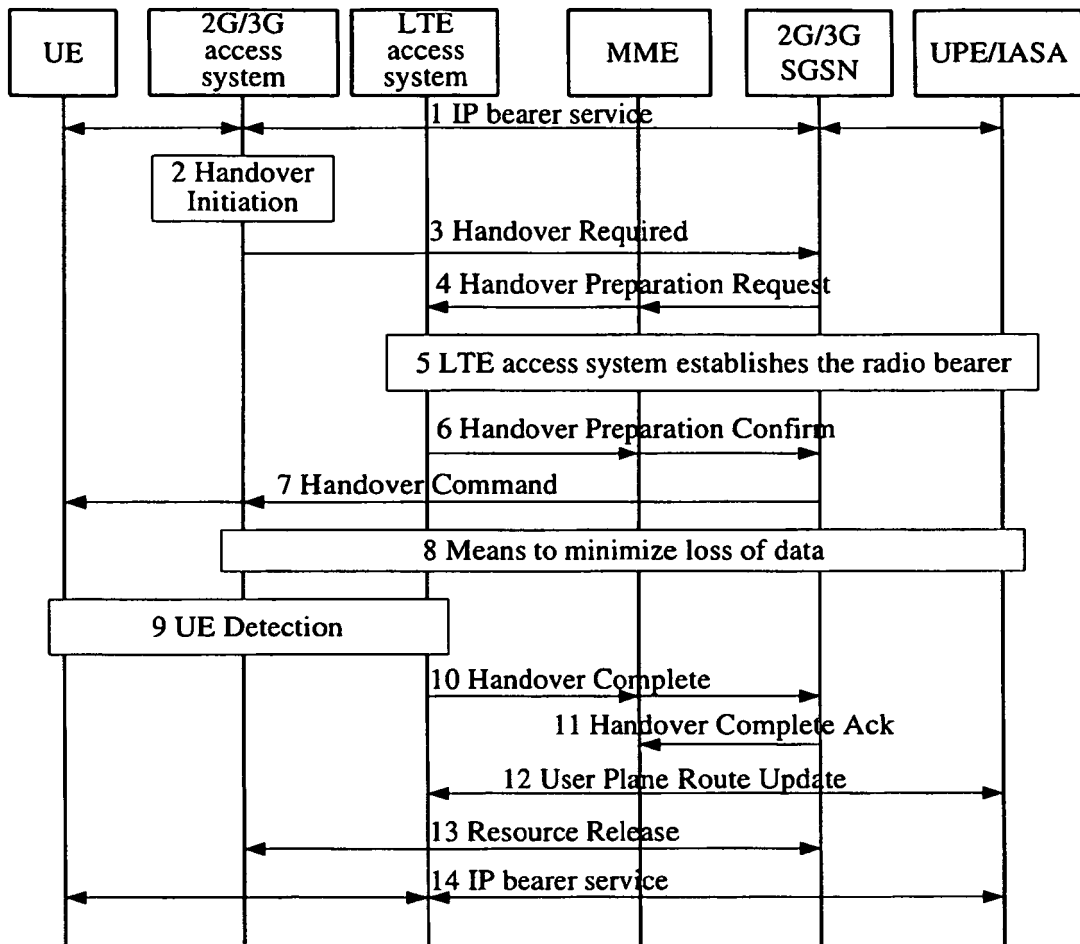 UE
2G/3G
access
system
LTE
access
system
MME
2G/3G
SGSN
UPE/IASA
1 IP bearer service
2 Handover
Initiation
3 Handover Required
4 Handover Preparation Request
5 LTE access system establishes the radio bearer
6 Handover Preparation Confirm
7 Handover Command
8 Means to minimize loss of data
9 UE Detection
10 Handover Complete
11 Handover Complete Ack
12 User Plane Route Update
13 Resource Release
14 IP bearer service